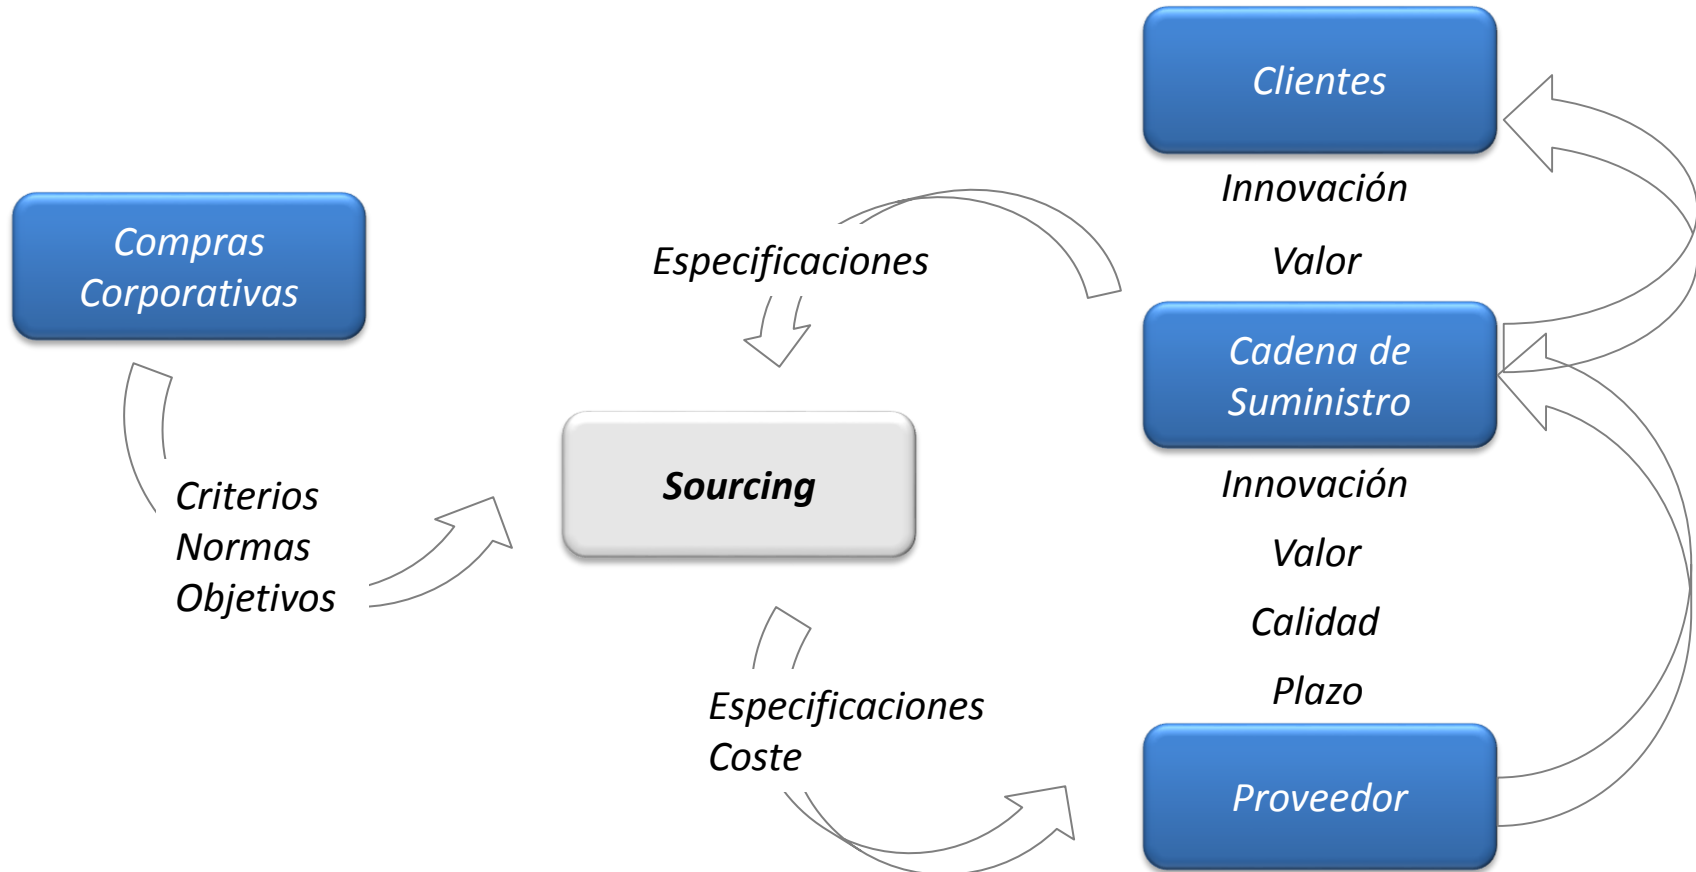 Clientes
Innovación
Valor
Compras
Corporativas
Especificaciones
Cadena de
Suministro
Sourcing
Criterios
Normas
Objetivos
Innovación
Valor
Calidad
Plazo
Especificaciones
Coste
Proveedor